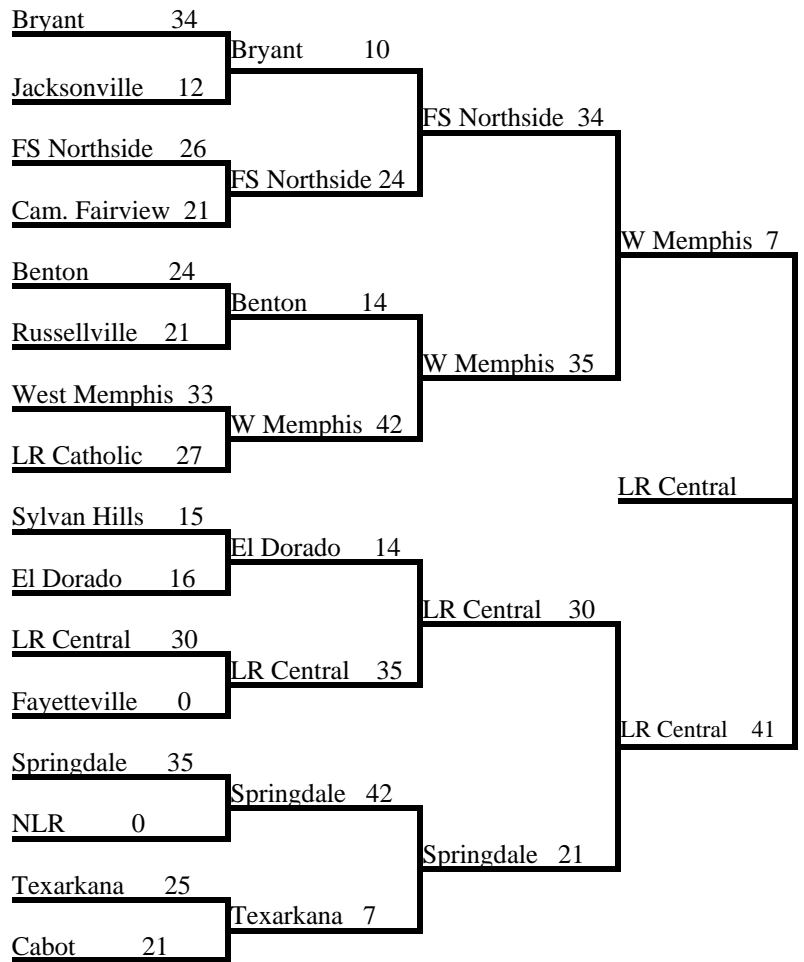 Bryant 34
Jacksonville 12
FS Northside 26
Cam. Fairview 21
Benton 24
Russellville 21
West Memphis 33
LR Catholic 27
Sylvan Hills 15
El Dorado 16
LR Central 30
Fayetteville 0
Springdale 35
NLR 0
Texarkana 25
Cabot 21
Bryant 10
FS Northside 24
Benton 14
W Memphis 42
El Dorado 14
LR Central 35
Springdale 42
Texarkana 7
FS Northside 34
W Memphis 35
LR Central 30
Springdale 21
W Memphis 7
LR Central 41
LR Central